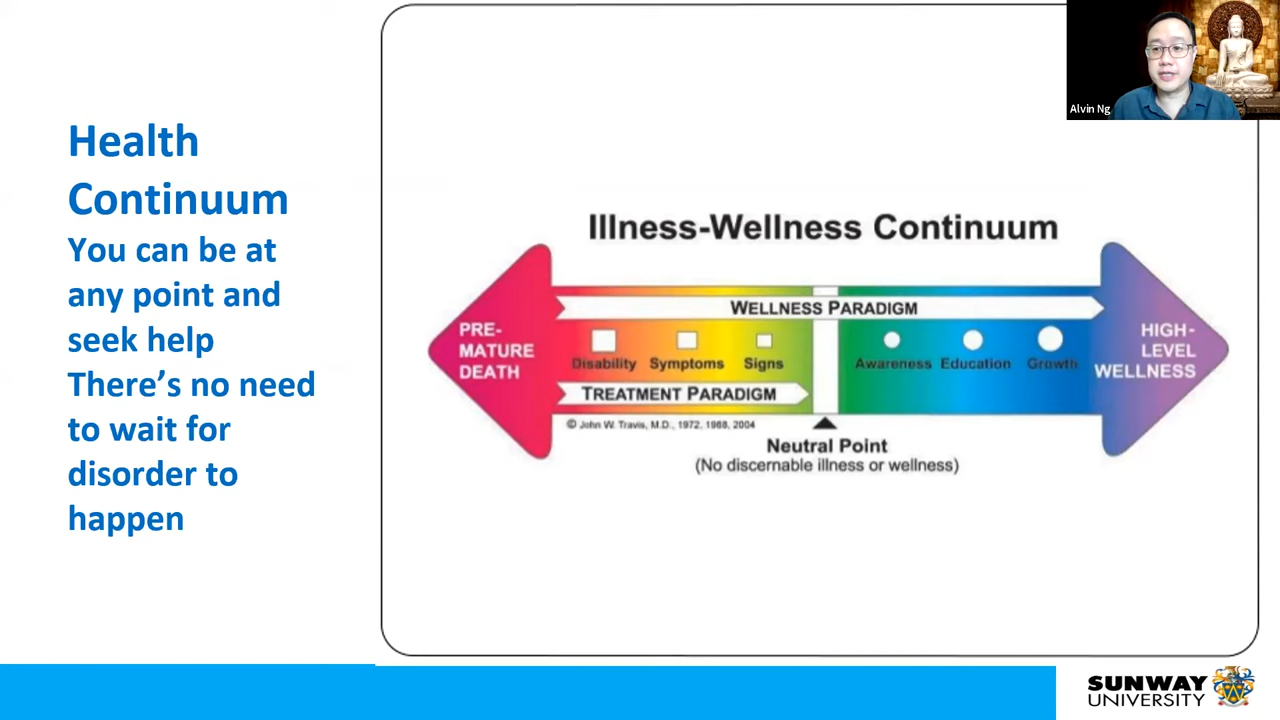 Alvin Ng
Health
Continuum
You can be at
any point and
seek help
There’s no need
to wait for
disorder to
happen
Illness-Wellness Continuum
WELLNESS PARADIGM
PRE-
MATURE
DEATH
Disability Symptoms Signs
Awareness Education Growth
HIGH-
LEVEL
WELLNESS
TREATMENT PARADIGM
© John W. Travis, M.D., 1972, 1988, 2004
Neutral Point
(No discernable illness or wellness)
SUNWAY
UNIVERSITY